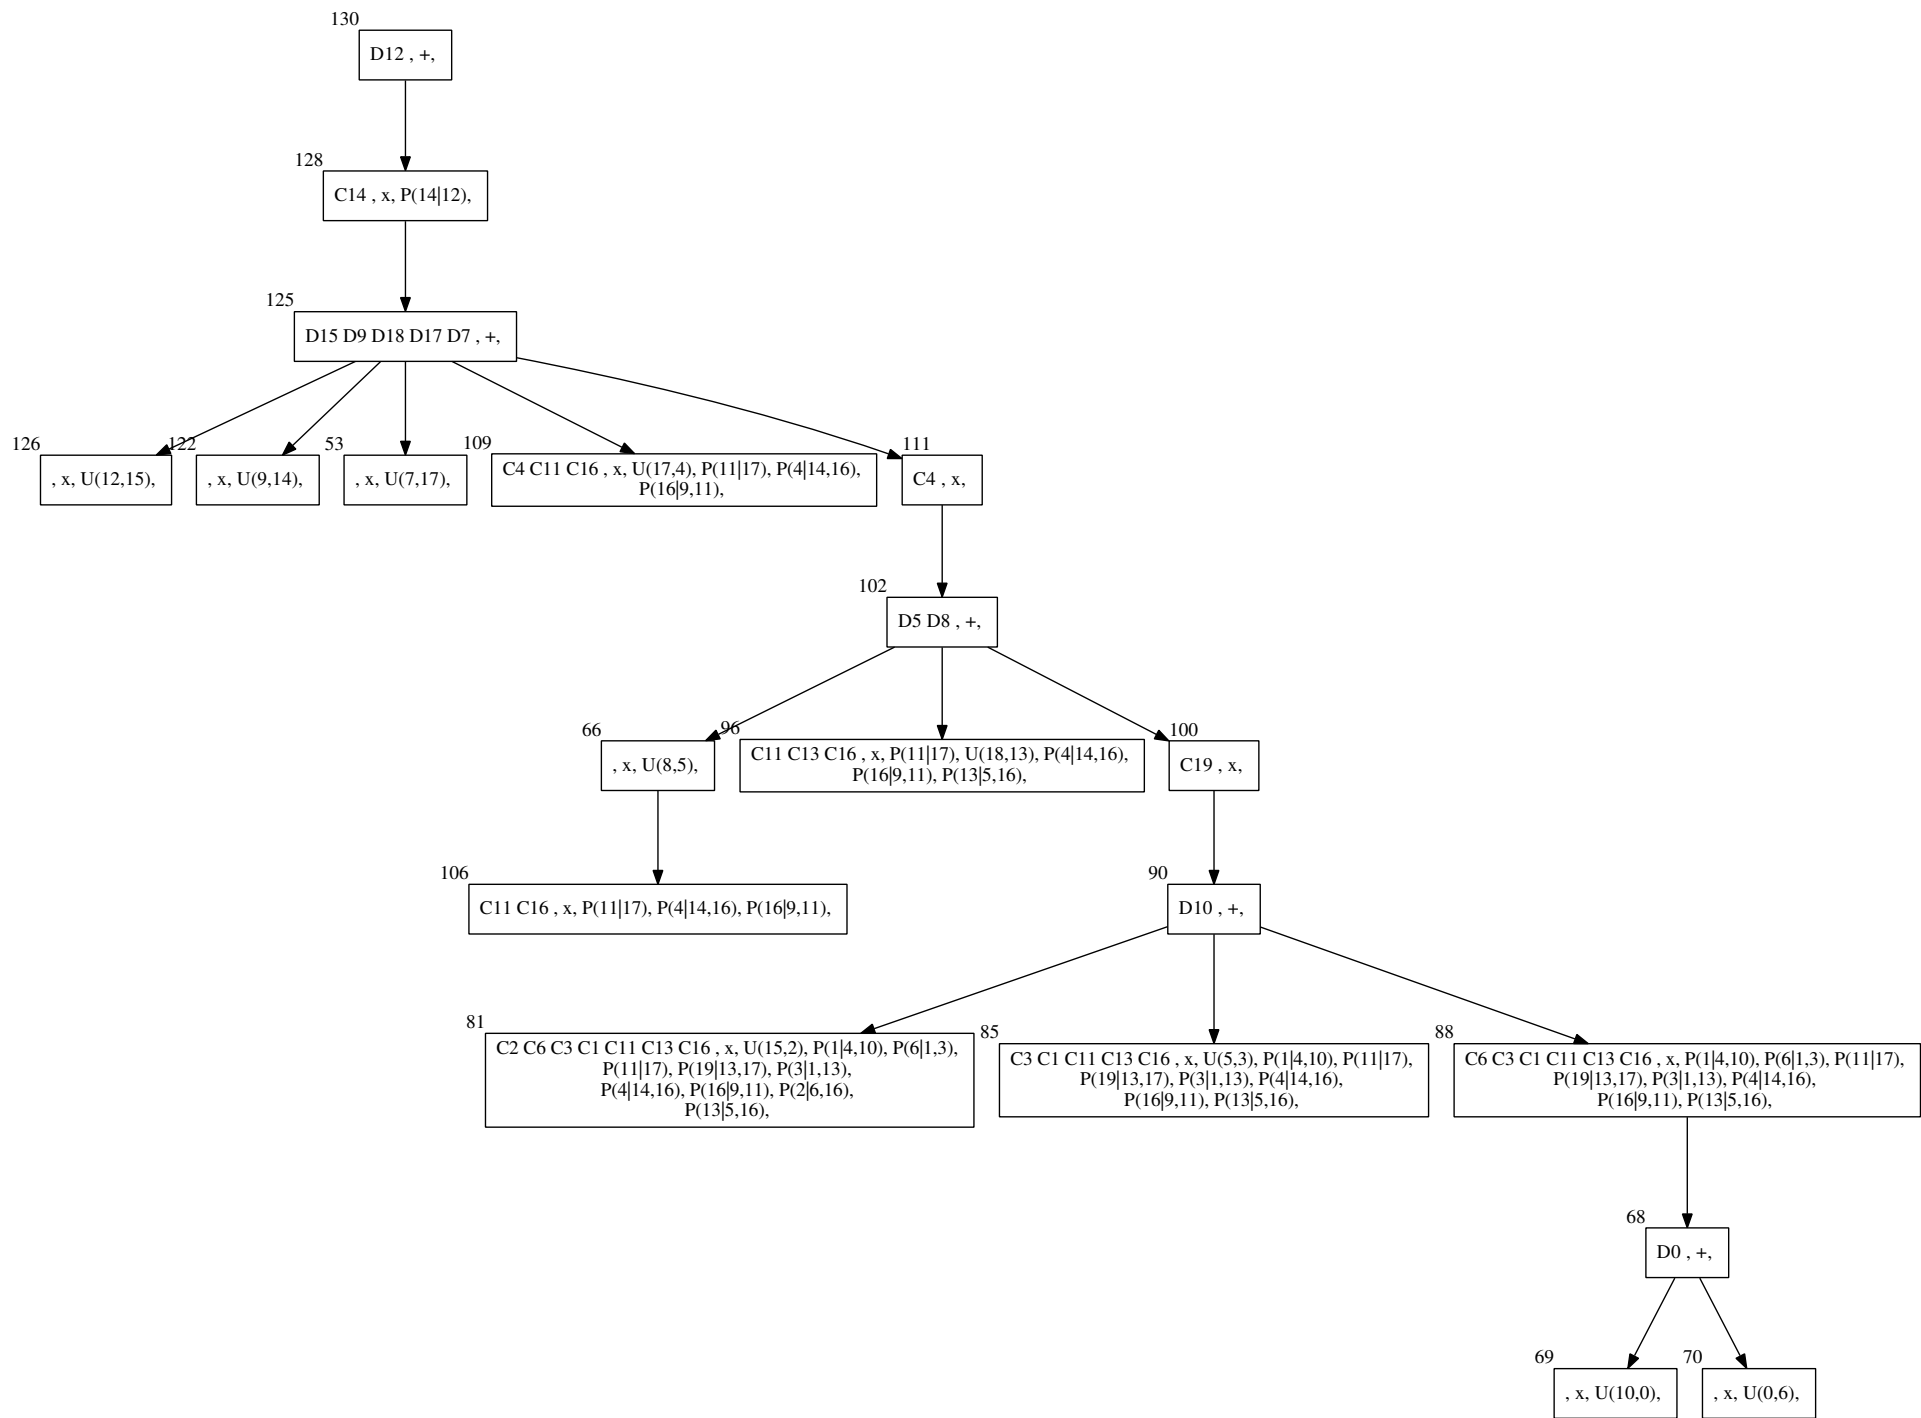 130
D12 , +,
128
C14 , x, P(14|12),
125
D15 D9 D18 D17 D7 , +,
126
, x, U(12,15),
122
, x, U(9,14),
53
, x, U(7,17),
109
C4 C11 C16 , x, U(17,4), P(11|17), P(4|14,16),
P(16|9,11),
111
C4 , x,
102
D5 D8 , +,
66
, x, U(8,5),
96
C11 C13 C16 , x, P(11|17), U(18,13), P(4|14,16),
P(16|9,11), P(13|5,16),
100
C19 , x,
106
C11 C16 , x, P(11|17), P(4|14,16), P(16|9,11),
90
D10 , +,
81
C2 C6 C3 C1 C11 C13 C16 , x, U(15,2), P(1|4,10), P(6|1,3),
P(11|17), P(19|13,17), P(3|1,13),
P(4|14,16), P(16|9,11), P(2|6,16),
P(13|5,16),
85
C3 C1 C11 C13 C16 , x, U(5,3), P(1|4,10), P(11|17),
P(19|13,17), P(3|1,13), P(4|14,16),
P(16|9,11), P(13|5,16),
88
C6 C3 C1 C11 C13 C16 , x, P(1|4,10), P(6|1,3), P(11|17),
P(19|13,17), P(3|1,13), P(4|14,16),
P(16|9,11), P(13|5,16),
68
D0 , +,
69
, x, U(10,0),
70
, x, U(0,6),